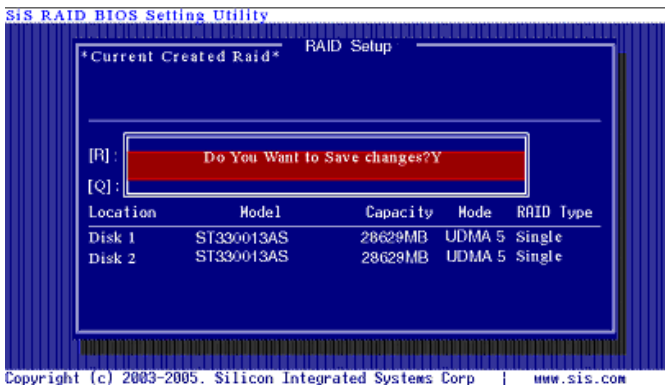 SiS RAID BIOS Setting Utility
RAID Setup
*Current Created Raid*
[R] :
Do You Want to Save changes?Y
[Q] :
Location Model Capacity Mode RAID Type
Disk 1 ST330013AS 28629MB UDMA 5 Single
Disk 2 ST330013AS 28629MB UDMA 5 Single
Copyright (c) 2003-2005. Silicon Integrated Systems Corp | www.sis.com